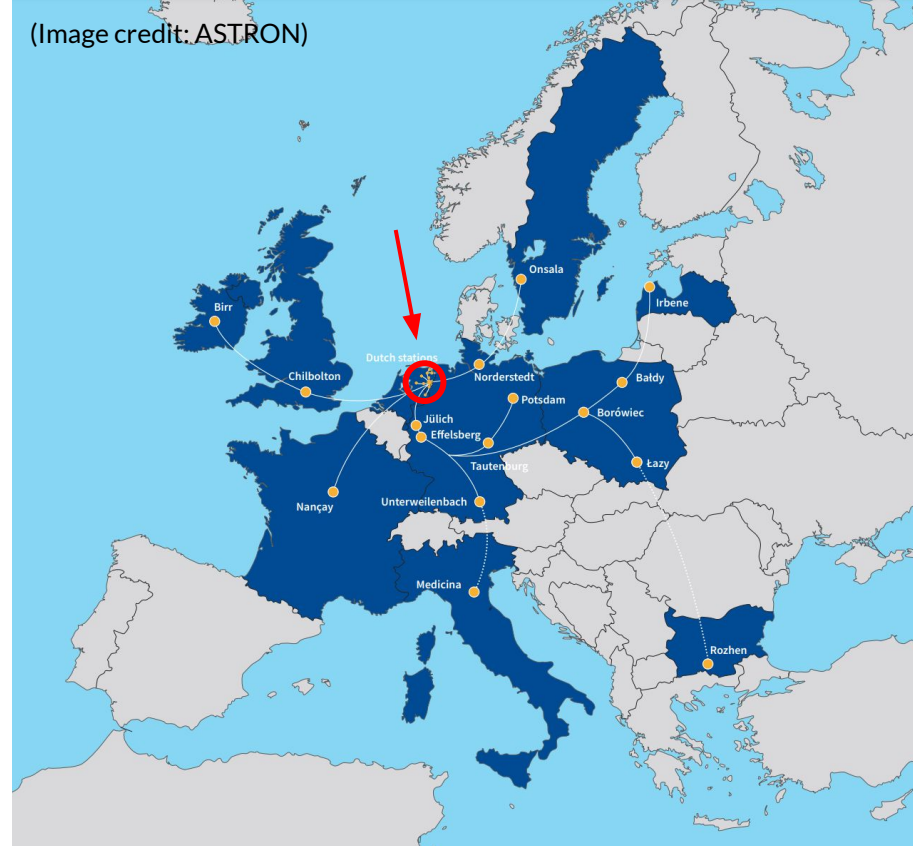 (Image credit: ASTRON)
Onsala
Irbene
Birr
Dutch stations
Chilbolton
Norderstedt
Bałdy
Potsdam
Borówiec
Jülich
Effelsberg
Łazy
Tautenburg
Unterweilenbach
Nançay
Medicina
Rozhen